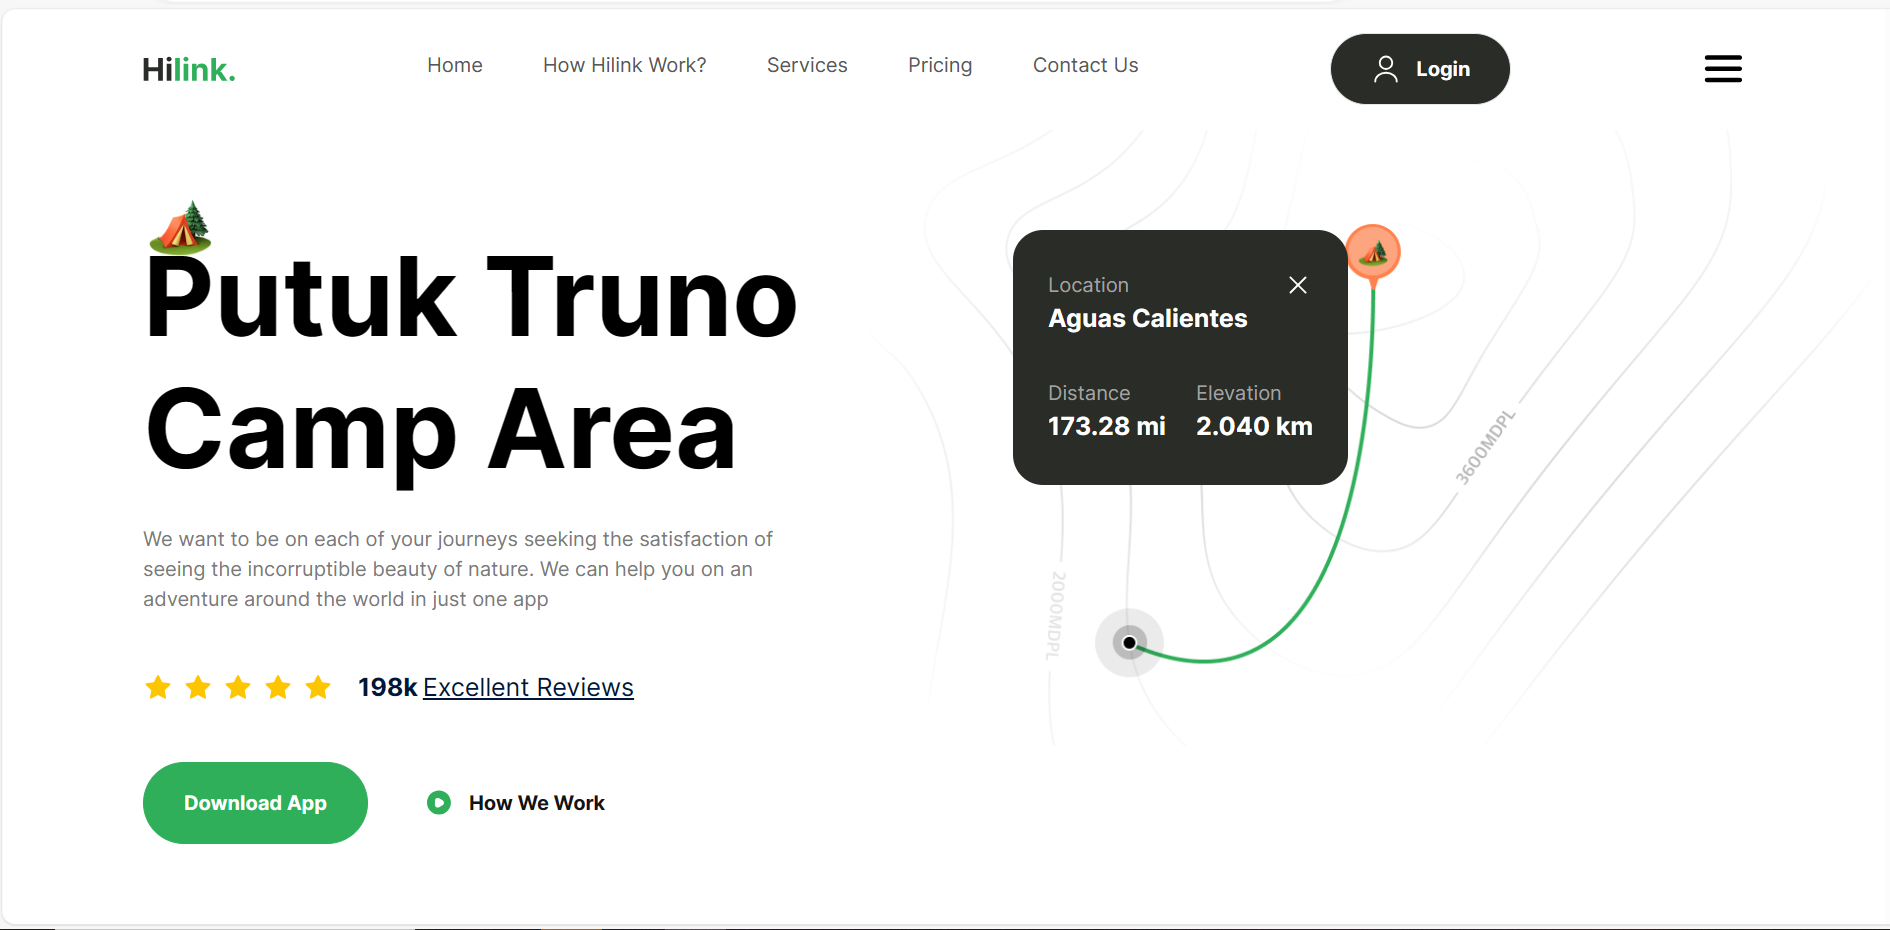 Hilink.
Home
How Hilink Work?
Services
Pricing
Contact Us
Login
Putuk Truno
Camp Area
We want to be on each of your journeys seeking the satisfaction of
seeing the incorruptible beauty of nature. We can help you on an
adventure around the world in just one app
198k Excellent Reviews
Download App
How We Work
Location
Aguas Calientes
Distance
Elevation
173.28 mi
2.040 km
3600MDPL
2000MDPL